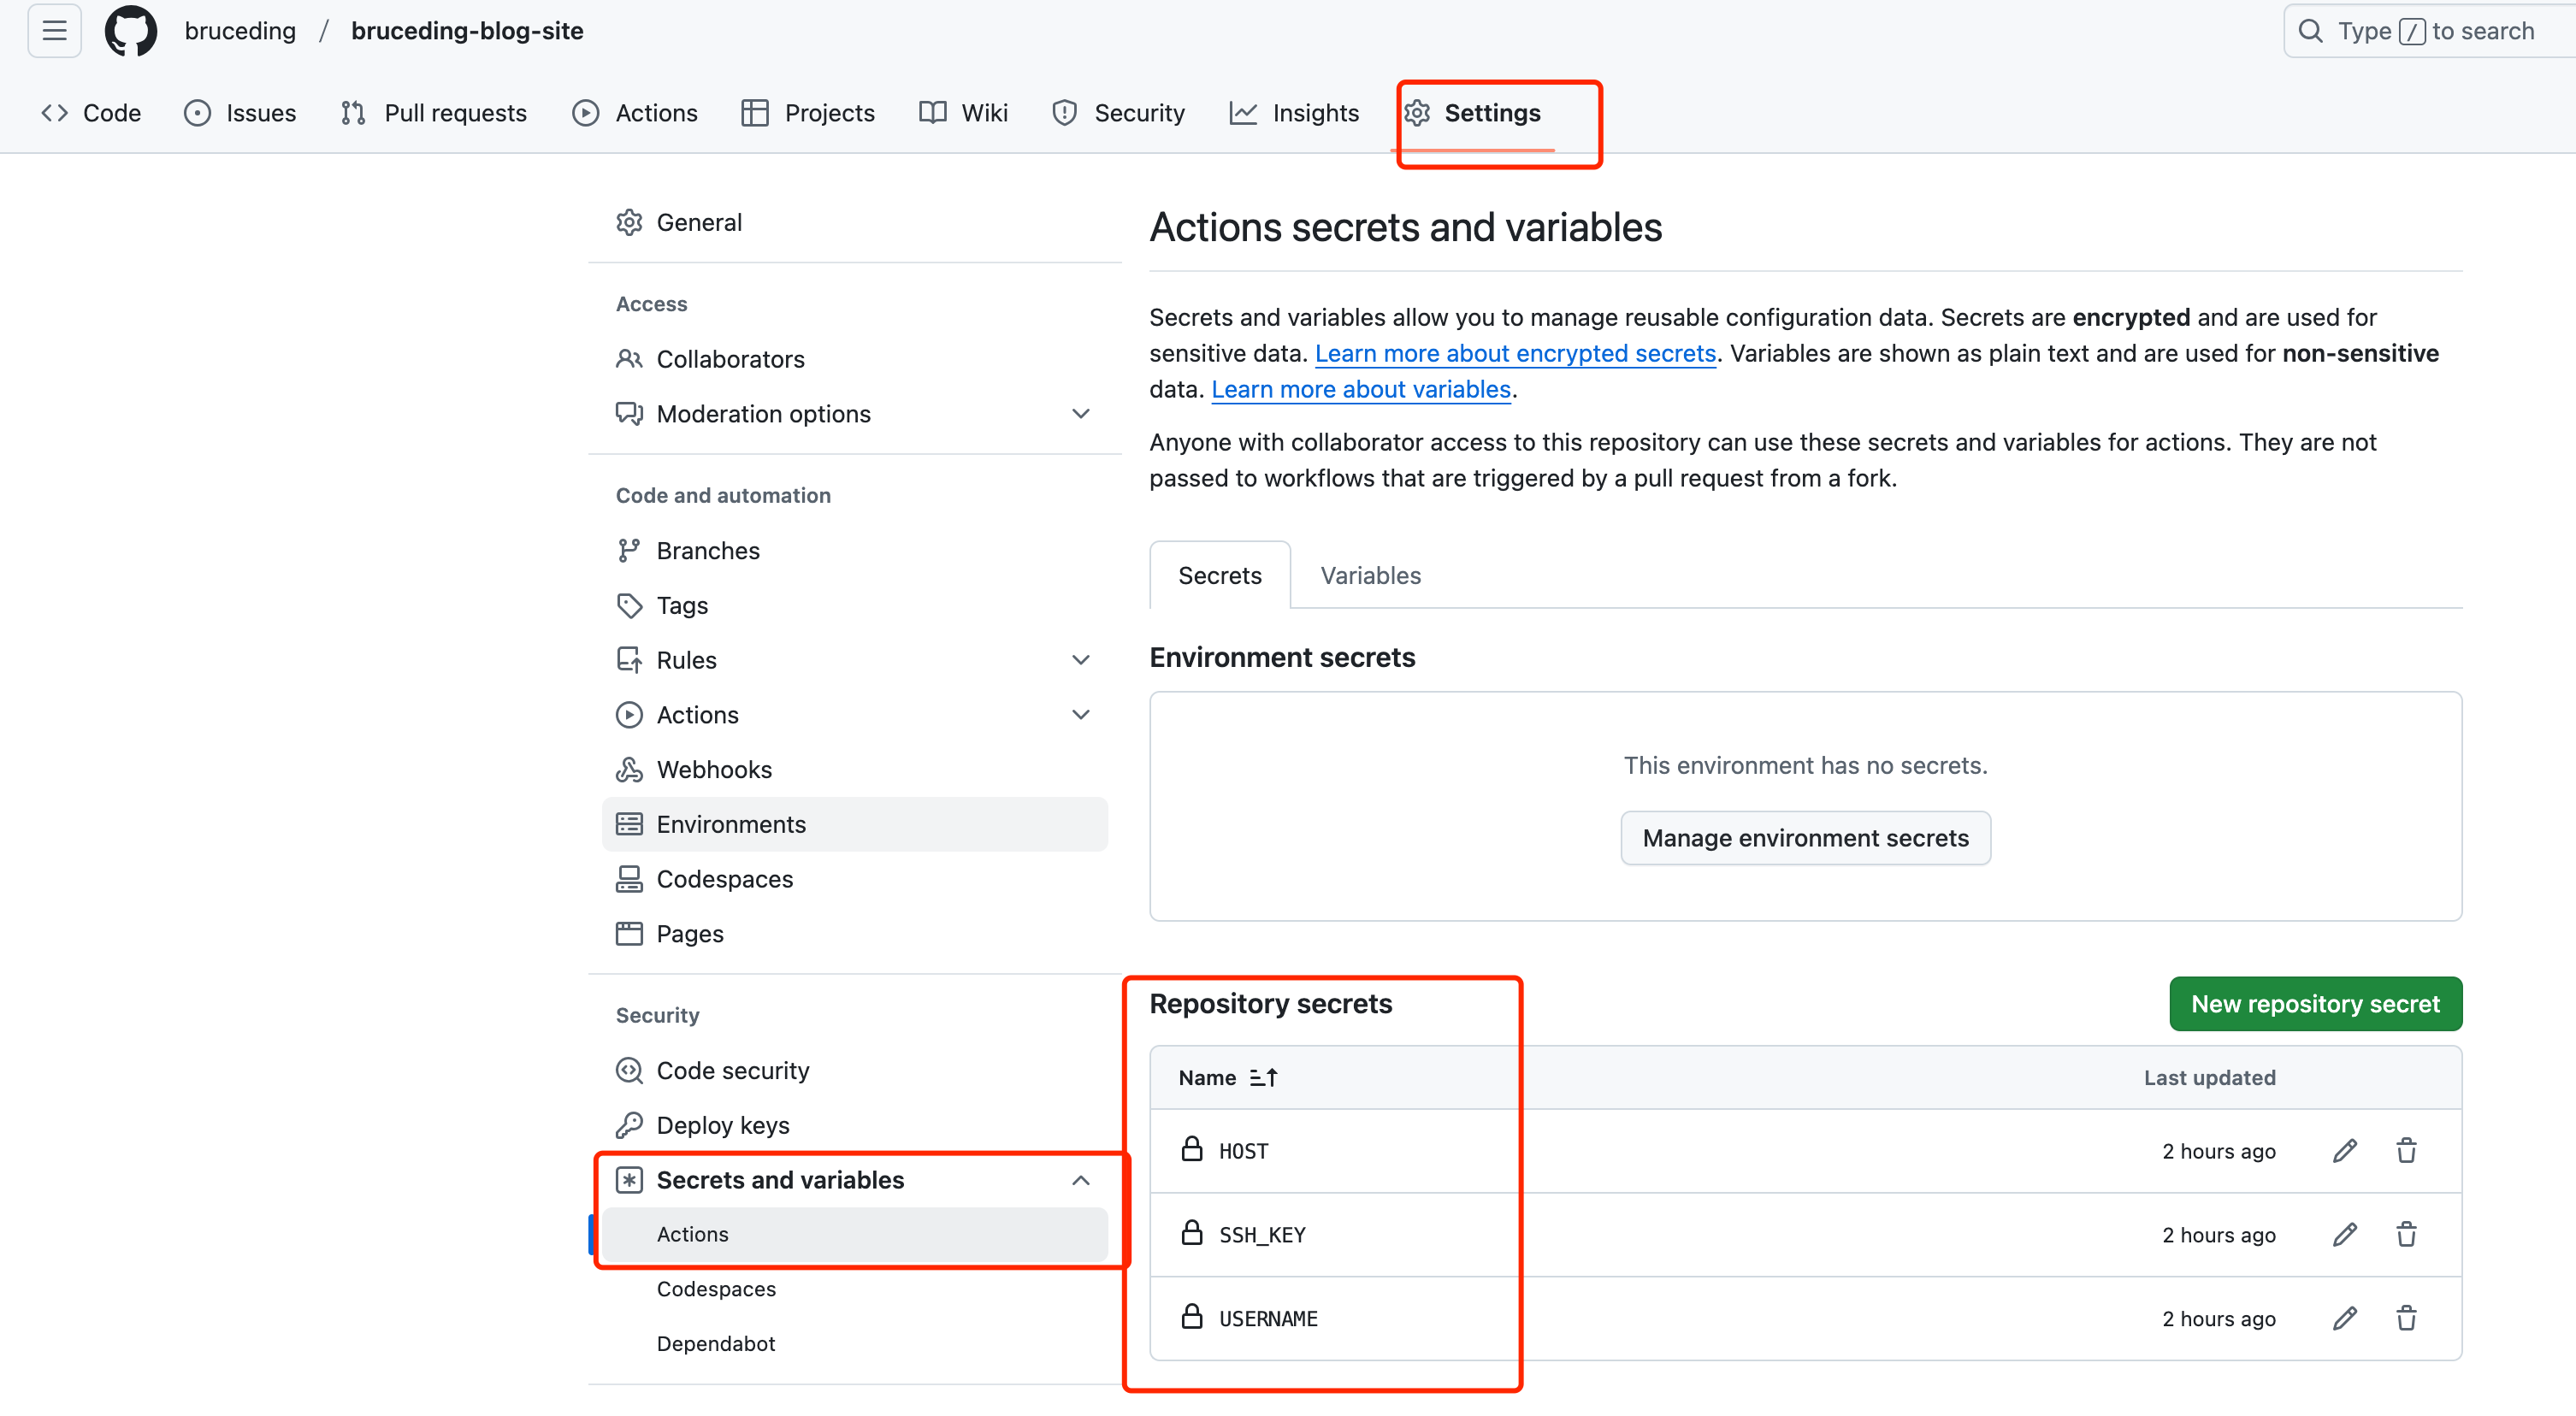 bruceding / bruceding-blog-site
Type / to search
Code Issues Pull requests Actions Projects Wiki Security Insights Settings
General
Access
Collaborators
Moderation options
Code and automation
Branches
Tags
Rules
Actions
Webhooks
Environments
Codespaces
Pages
Security
Code security
Deploy keys
Secrets and variables
Actions
Codespaces
Dependabot
Actions secrets and variables
Secrets and variables allow you to manage reusable configuration data. Secrets are encrypted and are used for
sensitive data. Learn more about encrypted secrets. Variables are shown as plain text and are used for non-sensitive
data. Learn more about variables.
Anyone with collaborator access to this repository can use these secrets and variables for actions. They are not
passed to workflows that are triggered by a pull request from a fork.
Secrets Variables
Environment secrets
This environment has no secrets.
Manage environment secrets
Repository secrets
New repository secret
Name Last updated
HOST 2 hours ago
SSH_KEY 2 hours ago
USERNAME 2 hours ago